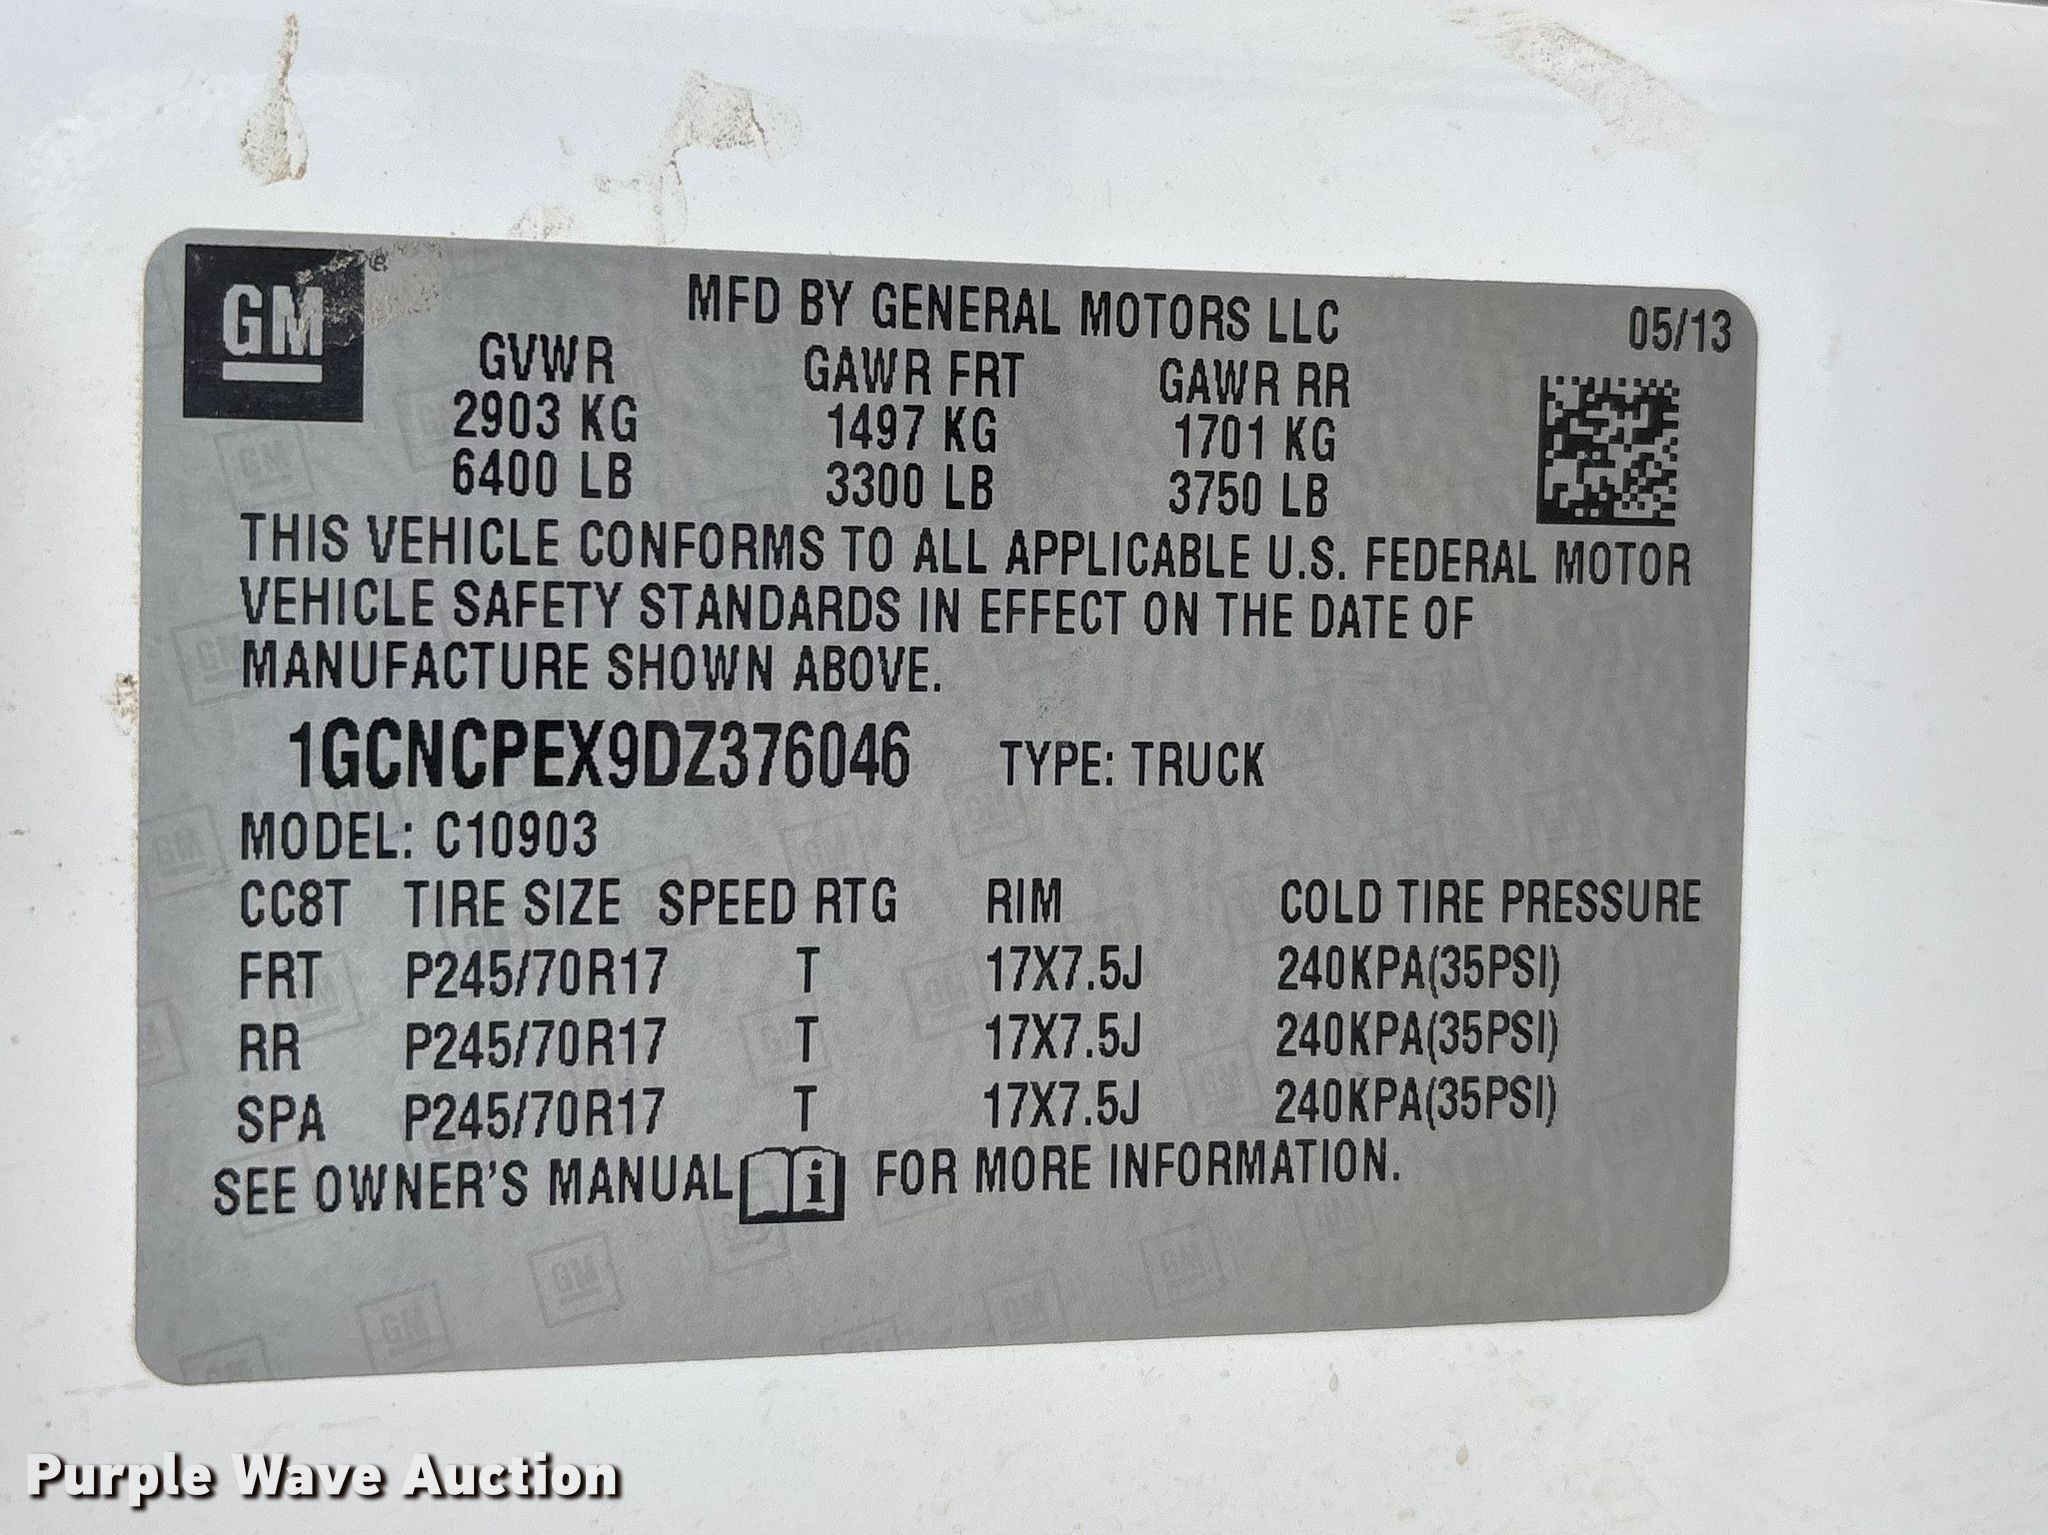 GM
MFD BY GENERAL MOTORS LLC 05/13
GVWR GAWR FRT GAWR RR
2903 KG 1497 KG 1701 KG
6400 LB 3300 LB 3750 LB
THIS VEHICLE CONFORMS TO ALL APPLICABLE U.S. FEDERAL MOTOR
VEHICLE SAFETY STANDARDS IN EFFECT ON THE DATE OF
MANUFACTURE SHOWN ABOVE.
1GCNCPEX9DZ376046 TYPE: TRUCK
MODEL: C10903
CC8T TIRE SIZE SPEED RTG RIM COLD TIRE PRESSURE
FRT P245/70R17 T 17X7.5J 240KPA(35PSI)
RR P245/70R17 T 17X7.5J 240KPA(35PSI)
SPA P245/70R17 T 17X7.5J 240KPA(35PSI)
SEE OWNER'S MANUAL i FOR MORE INFORMATION.
Purple Wave Auction